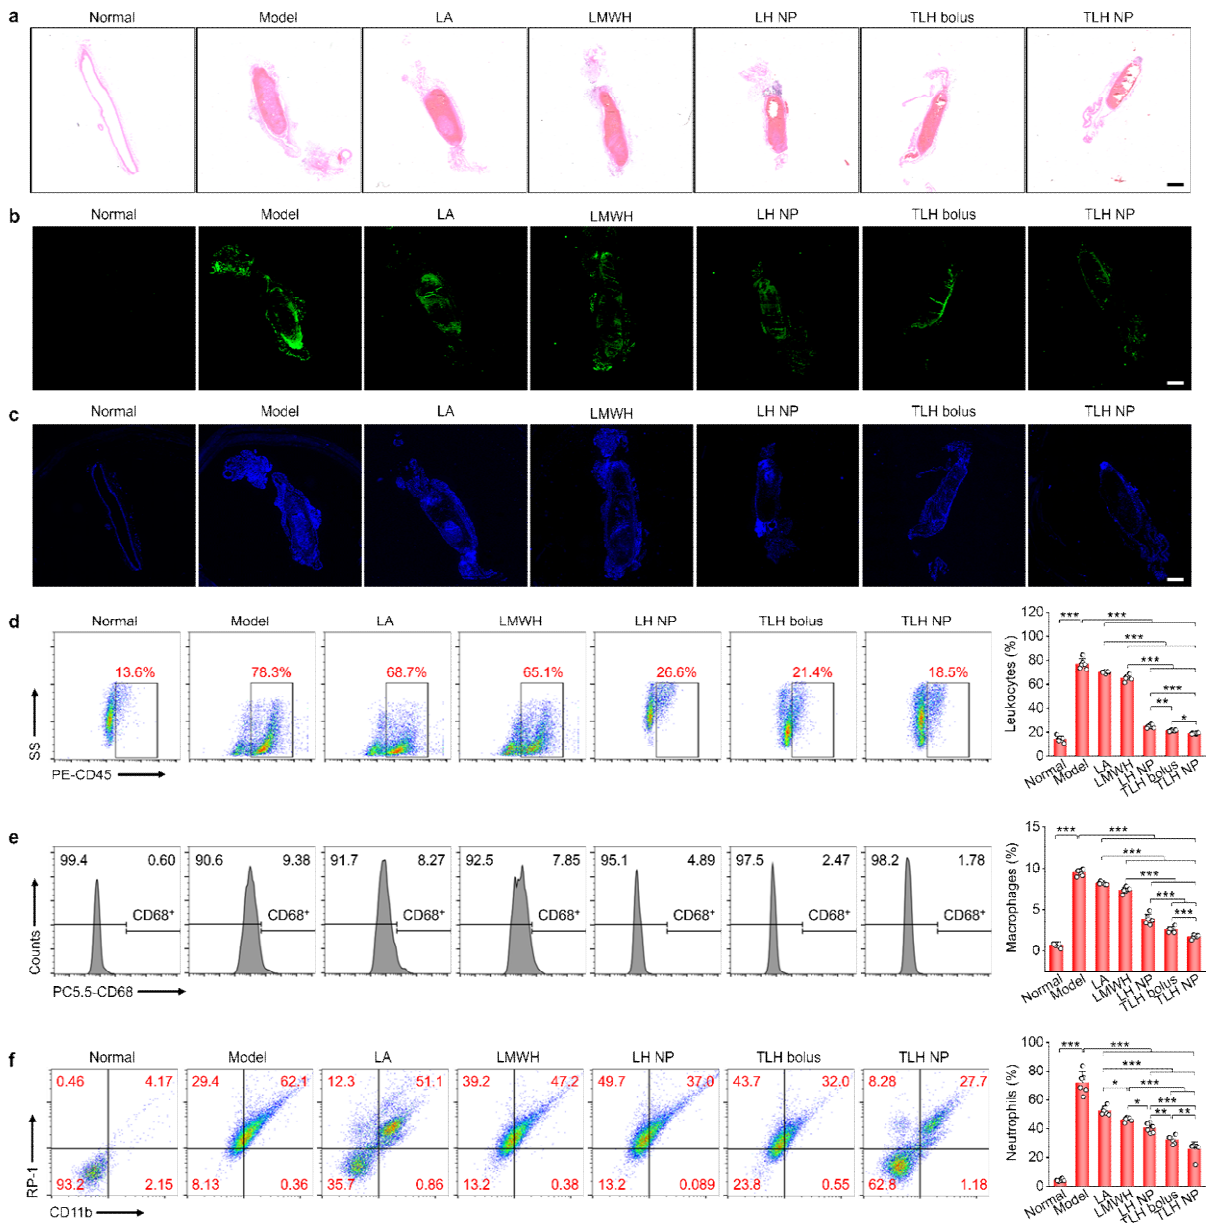 a
Normal Model LA LMWH LH NP TLH bolus TLH NP
b
Normal Model LA LMWH LH NP TLH bolus TLH NP
c
Normal Model LA LMWH LH NP TLH bolus TLH NP
d
Normal Model LA LMWH LH NP TLH bolus TLH NP
13.6% 78.3% 68.7% 65.1% 26.6% 21.4% 18.5%
SS
PE-CD45
Leukocytes (%)
120
100
80
60
40
20
0
*** ***
***
***
***
**
*
Normal Model LA LMWH LH NP TLH bolus TLH NP
e
99.4 0.60 90.6 9.38 91.7 8.27 92.5 7.85 95.1 4.89 97.5 2.47 98.2 1.78
CD68+ CD68+ CD68+ CD68+ CD68+ CD68+ CD68+
Counts
PC5.5-CD68
Macrophages (%)
15
10
5
0
*** ***
***
***
***
***
Normal Model LA LMWH LH NP TLH bolus TLH NP
f
Normal Model LA LMWH LH NP TLH bolus TLH NP
0.46 4.17 29.4 62.1 12.3 51.1 39.2 47.2 49.7 37.0 43.7 32.0 8.28 27.7
93.2 2.15 8.13 0.36 35.7 0.86 13.2 0.38 13.2 0.089 23.8 0.55 62.8 1.18
RP-1
CD11b
Neutrophils (%)
100
80
60
40
20
0
*** ***
***
* ***
* ***
** **
Normal Model LA LMWH LH NP TLH bolus TLH NP